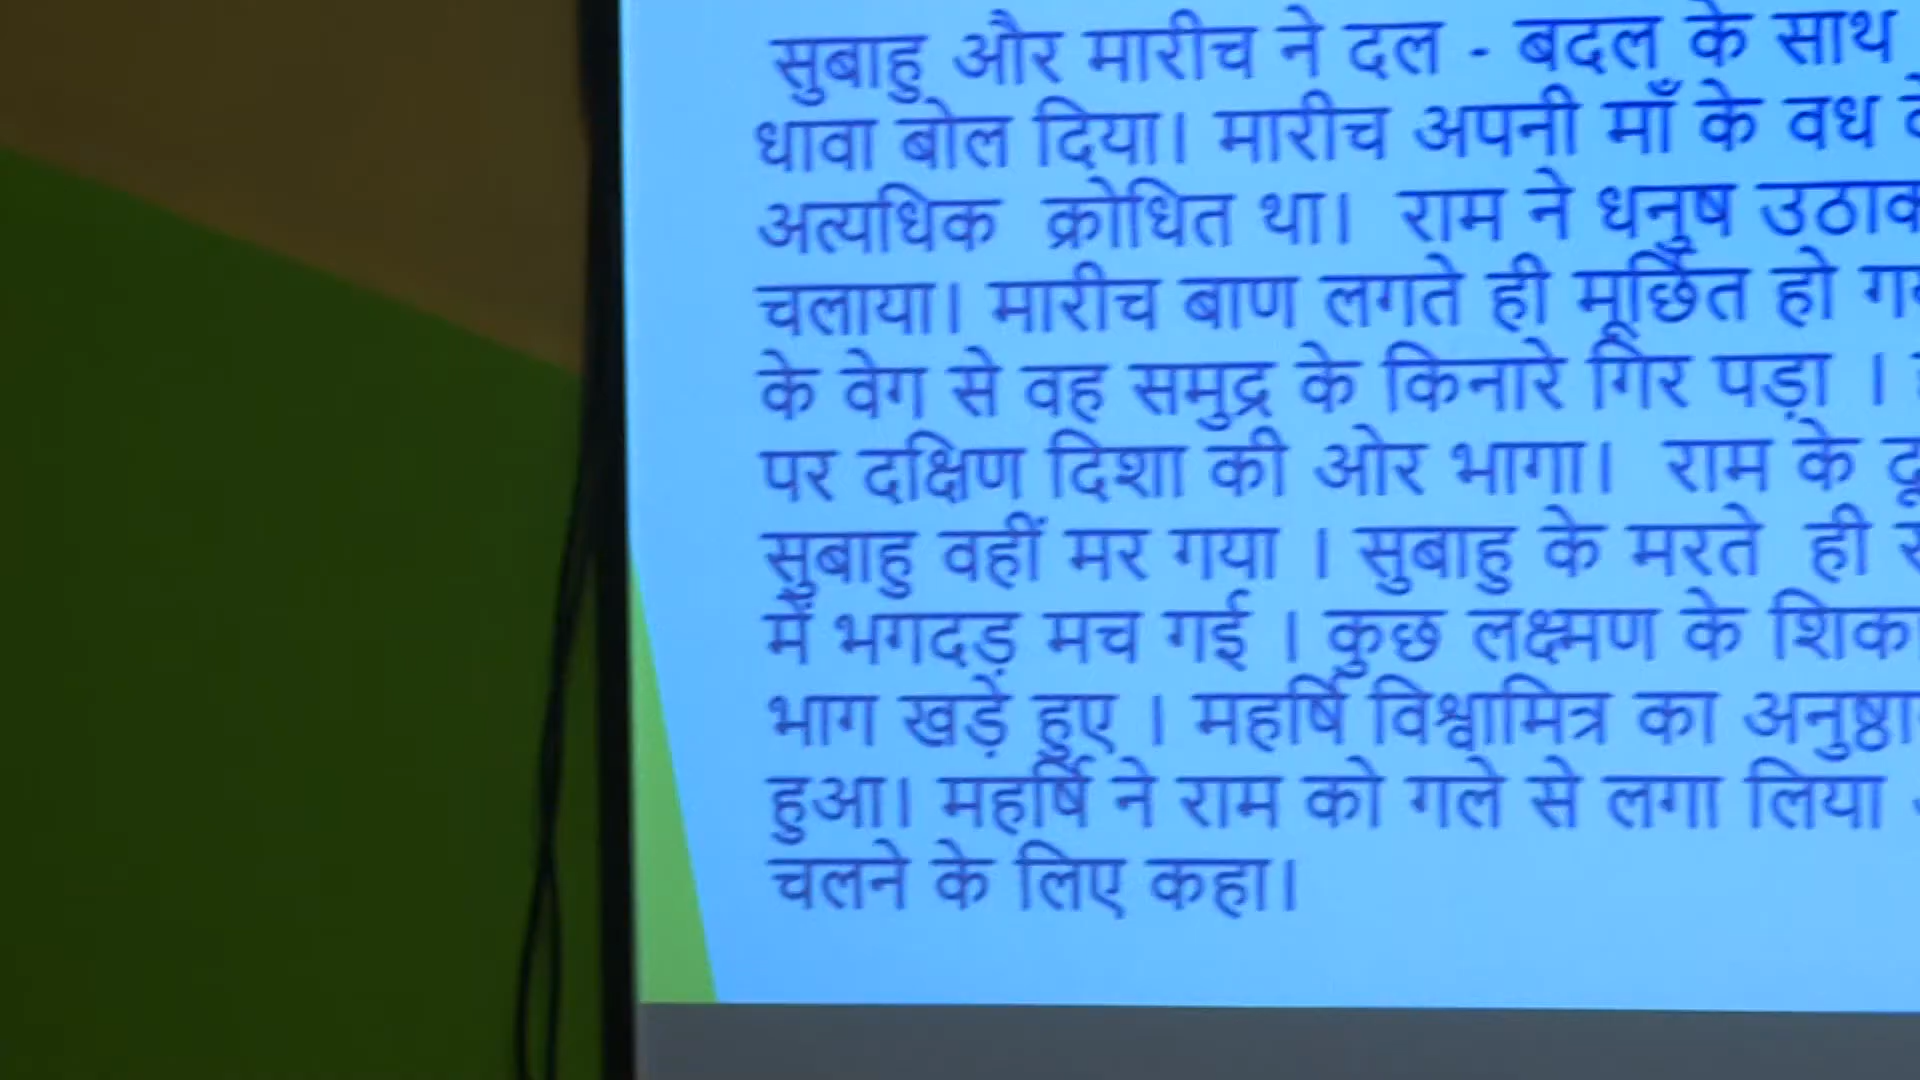 सुबाहु और मारीच ने दल - बदल के साथ
धावा बोल दिया। मारीच अपनी माँ के वध
अत्यधिक क्रोधित था। राम ने धनुष
चलाया। मारीच बाण लगते ही मूर्छित हो
के वेग से वह समुद्र के किनारे गिर पड़ा ।
पर दक्षिण दिशा की ओर भागा। राम के
सुबाहु वहीं मर गया । सुबाहु के मरते ही
में भगदड़ मच गई । कुछ लक्ष्मण के
भाग खड़े हुए । महर्षि विश्वामित्र का
हुआ। महर्षि ने राम को गले से लगा लिया
चलने के लिए कहा।